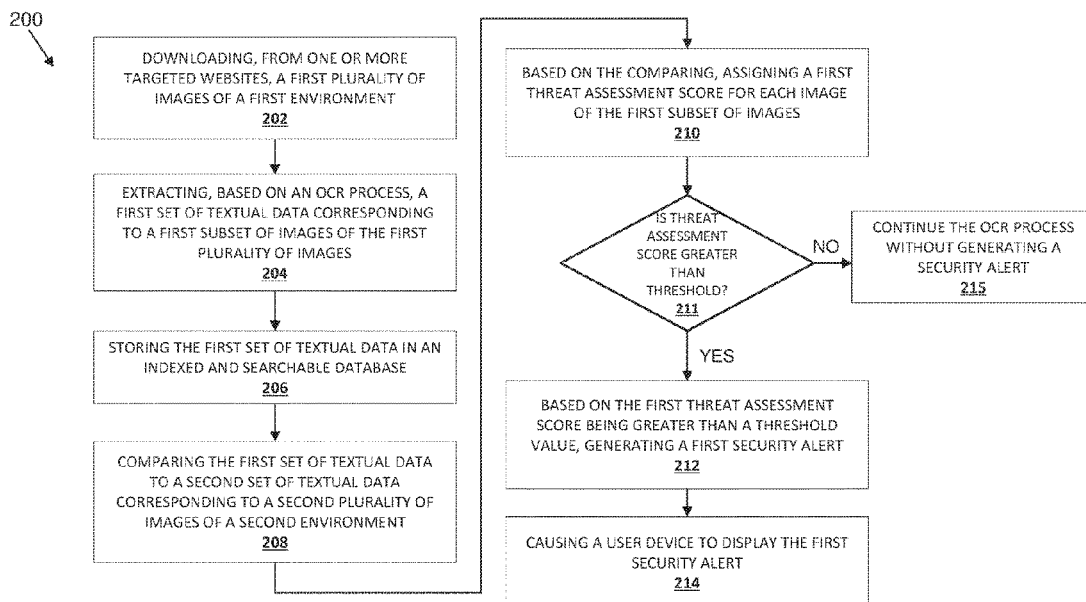 200
DOWNLOADING, FROM ONE OR MORE
TARGETED WEBSITES, A FIRST PLURALITY OF
IMAGES OF A FIRST ENVIRONMENT
202
EXTRACTING, BASED ON AN OCR PROCESS, A
FIRST SET OF TEXTUAL DATA CORRESPONDING
TO A FIRST SUBSET OF IMAGES OF THE FIRST
PLURALITY OF IMAGES
204
STORING THE FIRST SET OF TEXTUAL DATA IN AN
INDEXED AND SEARCHABLE DATABASE
206
COMPARING THE FIRST SET OF TEXTUAL DATA
TO A SECOND SET OF TEXTUAL DATA
CORRESPONDING TO A SECOND PLURALITY OF
IMAGES OF A SECOND ENVIRONMENT
208
BASED ON THE COMPARING, ASSIGNING A FIRST
THREAT ASSESSMENT SCORE FOR EACH IMAGE
OF THE FIRST SUBSET OF IMAGES
210
IS THREAT
ASSESSMENT
SCORE GREATER
THAN
THRESHOLD?
211
NO
CONTINUE THE OCR PROCESS
WITHOUT GENERATING A
SECURITY ALERT
215
YES
BASED ON THE FIRST THREAT ASSESSMENT
SCORE BEING GREATER THAN A THRESHOLD
VALUE, GENERATING A FIRST SECURITY ALERT
212
CAUSING A USER DEVICE TO DISPLAY THE FIRST
SECURITY ALERT
214